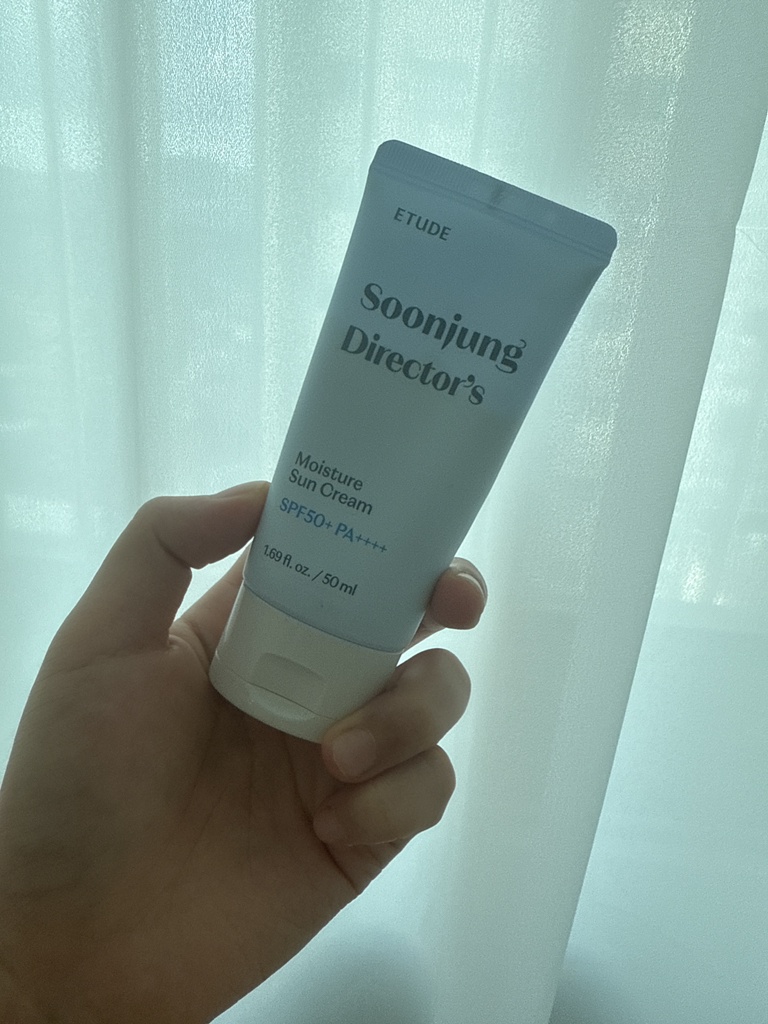 ETUDE
Soonjung
Director's
Moisture
Sun Cream
SPF50+ PA++++
1.69 fl. oz. / 50 ml